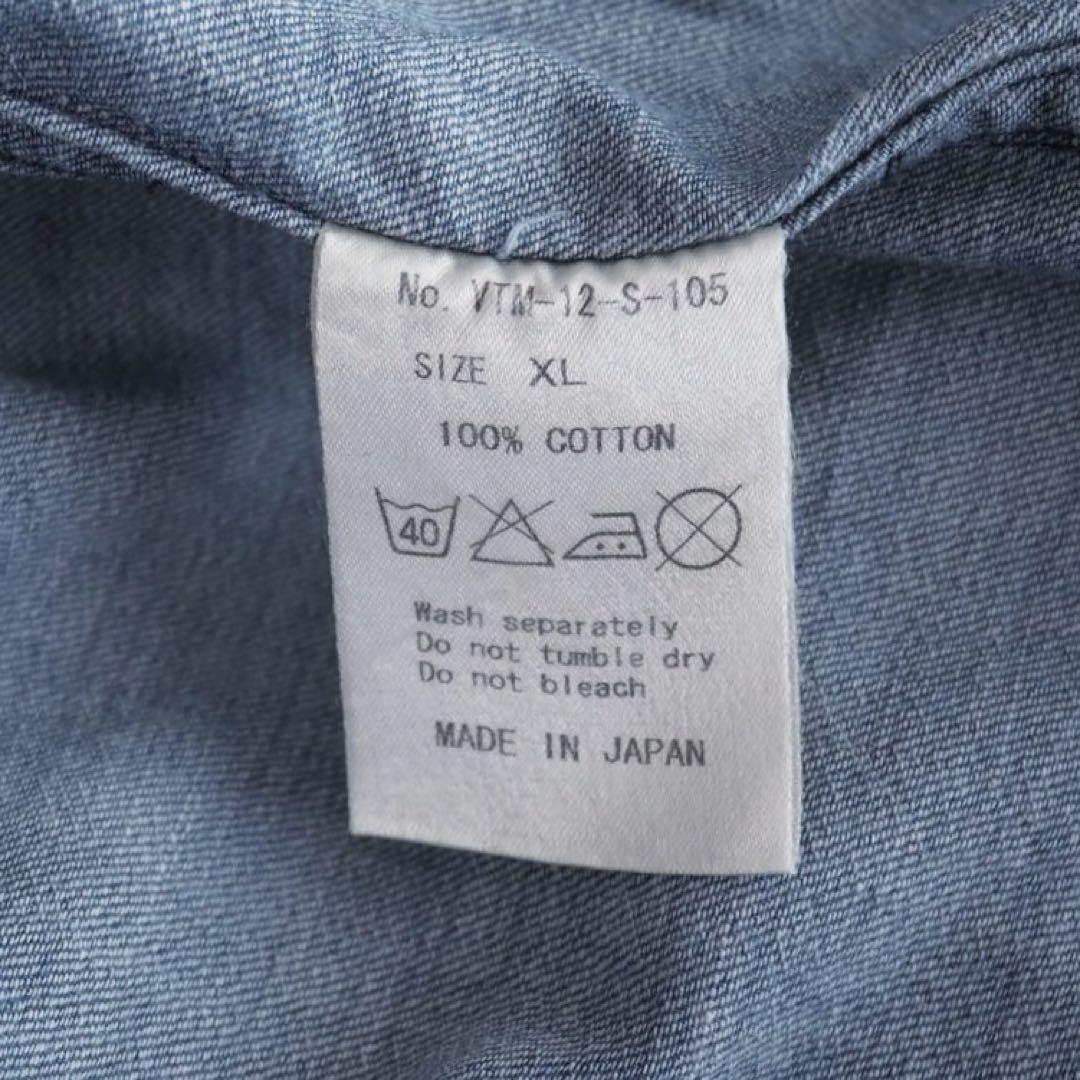 No. VTM-12-S-105
SIZE XL
100% COTTON
40
Wash separately
Do not tumble dry
Do not bleach
MADE IN JAPAN